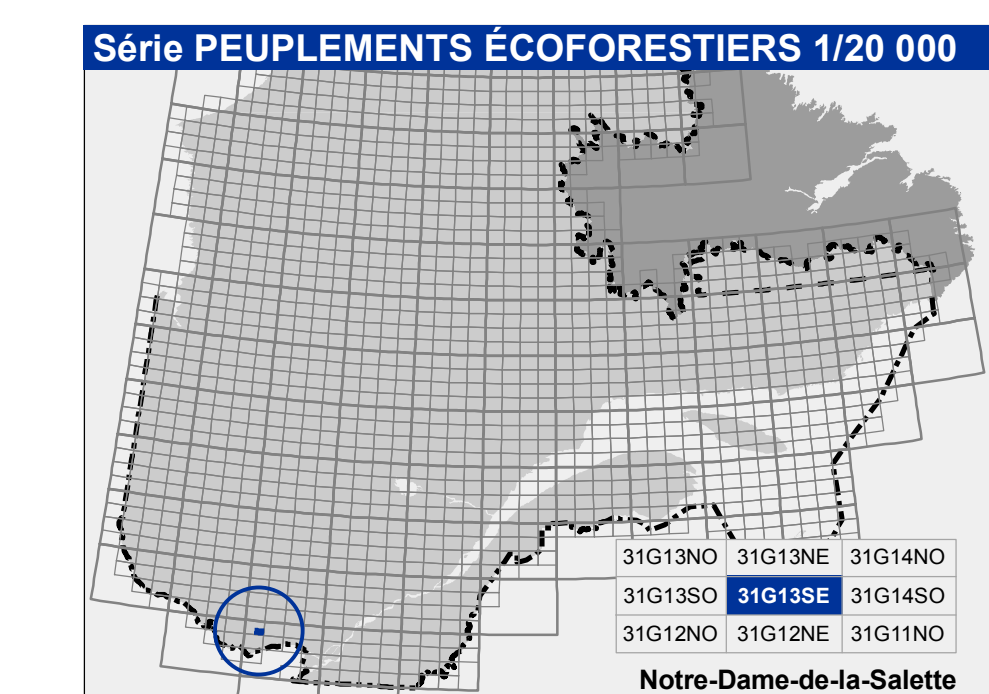 Série PEUPLEMENTS ÉCOFORESTIERS 1/20 000
31G13NO 31G13NE 31G14NO
31G13SO 31G13SE 31G14SO
31G12NO 31G12NE 31G11NO
Notre-Dame-de-la-Salette